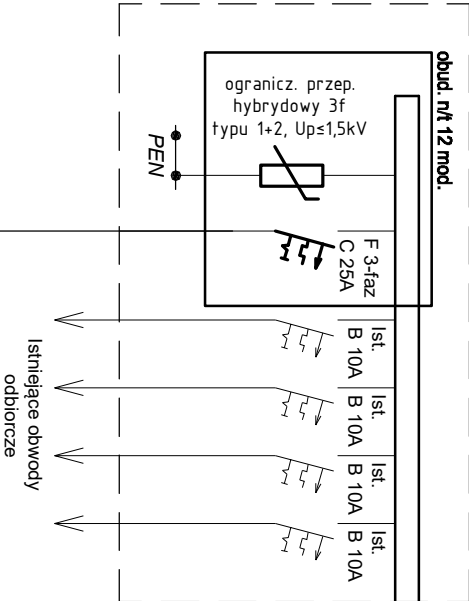 obud. n/t 12 mod.
ogranicz. przep.
hybrydowy 3f
typu 1+2, Up≤1,5kV
PEN
F 3-faz
C 25A
Ist.
B 10A
Ist.
B 10A
Ist.
B 10A
Ist.
B 10A
Istniejące obwody
odbiorcze